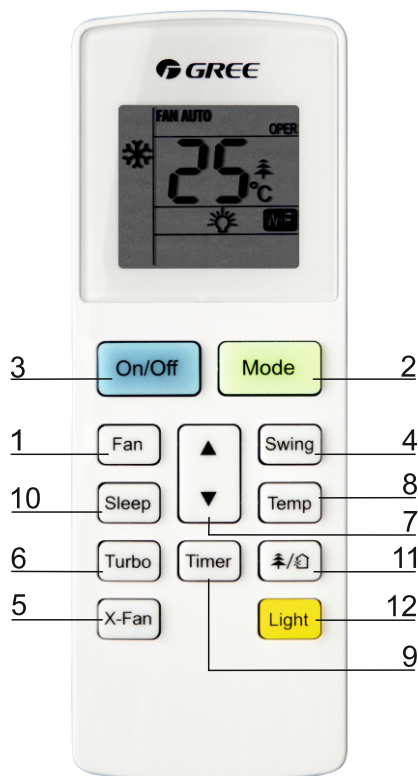 GREE
FAN AUTO
OPER
25 °C
WiFi
3 On/Off Mode 2
1 Fan ▲ Swing 4
10 Sleep ▼ Temp 8
7
6 Turbo Timer / 11
5 X-Fan Light 12
9